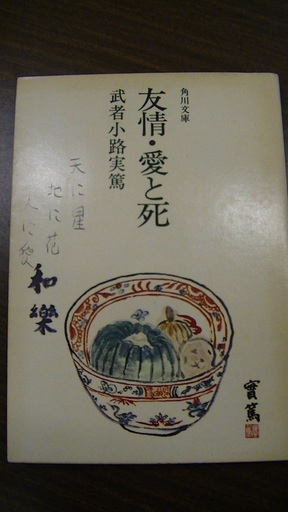 角川文庫
友情・愛と死
武者小路実篤
天に星
地に花
人に愛
和樂
實篤